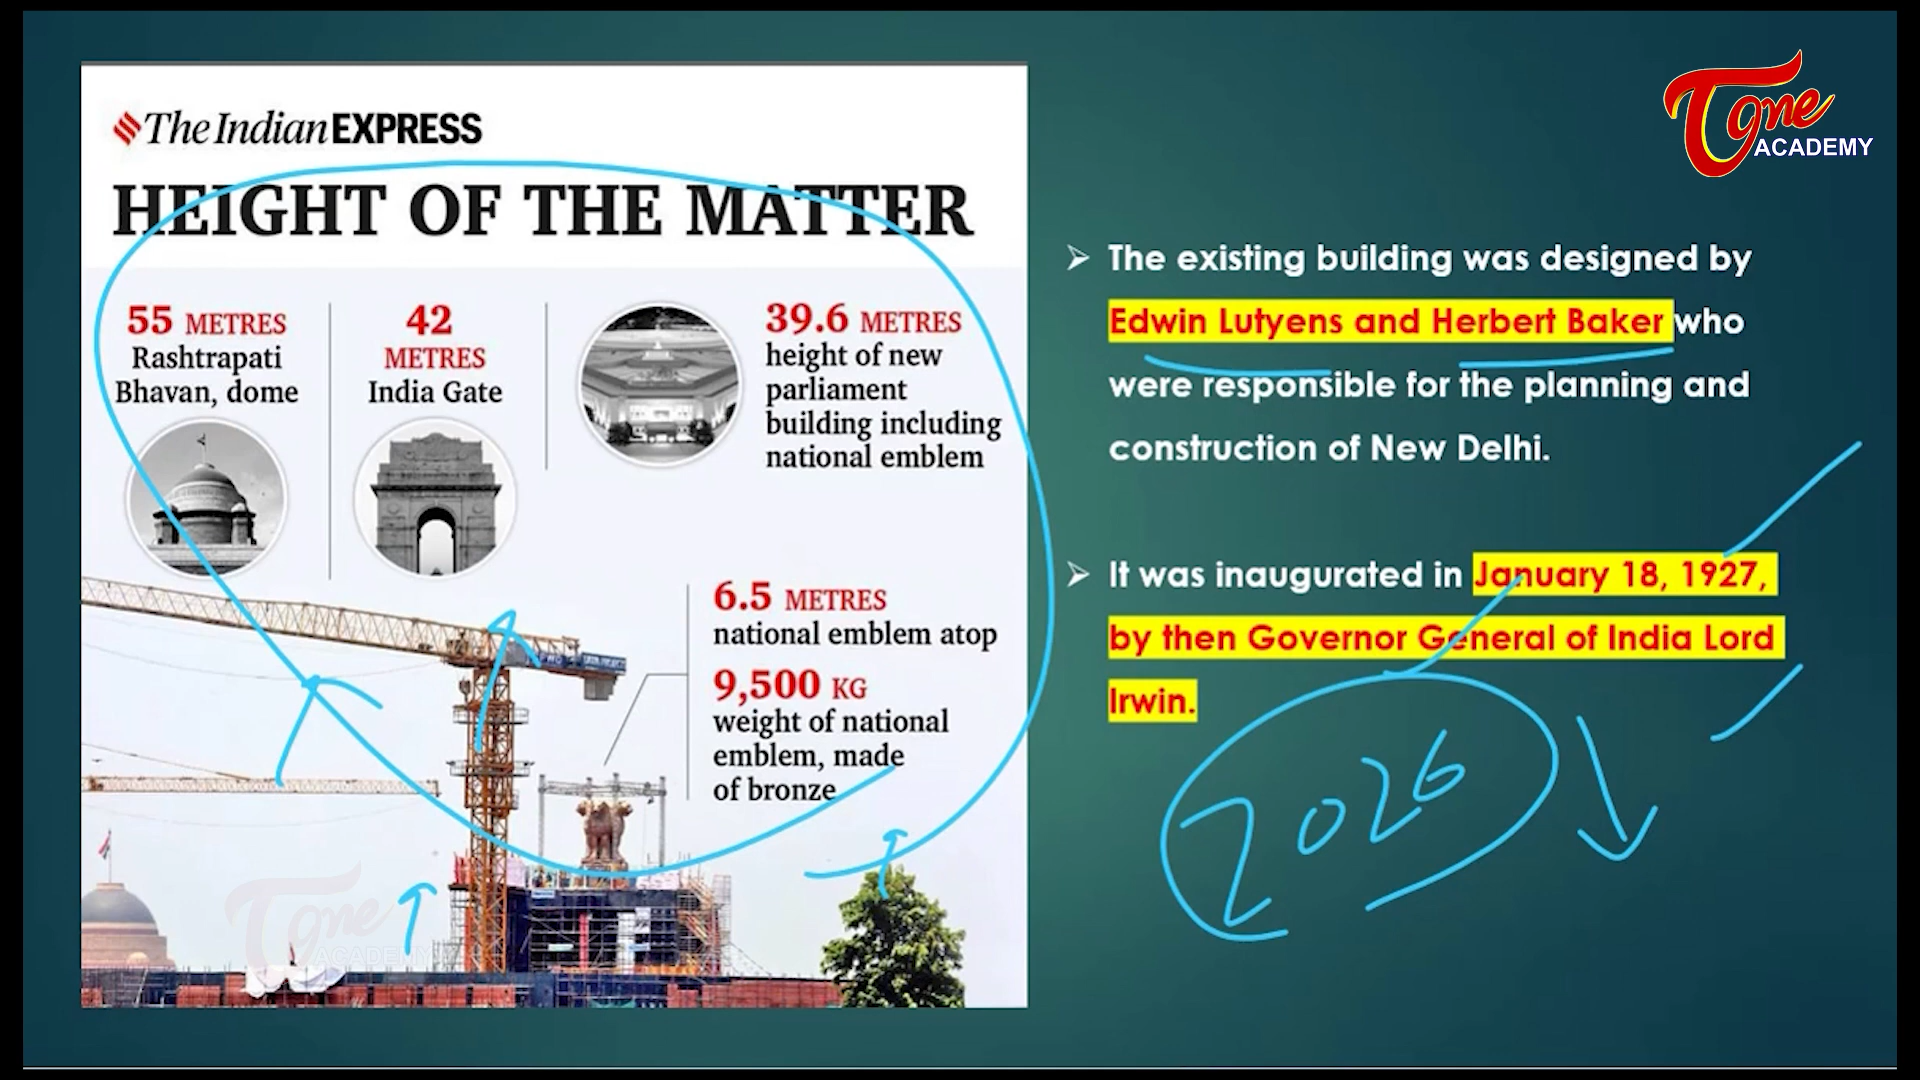 The Indian EXPRESS
HEIGHT OF THE MATTER
55 METRES
Rashtrapati
Bhavan, dome
42
METRES
India Gate
39.6 METRES
height of new
parliament
building including
national emblem
6.5 METRES
national emblem atop
9,500 KG
weight of national
emblem, made
of bronze
Tone
ACADEMY
Tone
ACADEMY
The existing building was designed by
Edwin Lutyens and Herbert Baker who
were responsible for the planning and
construction of New Delhi.
It was inaugurated in January 18, 1927,
by then Governor General of India Lord
Irwin.
2026